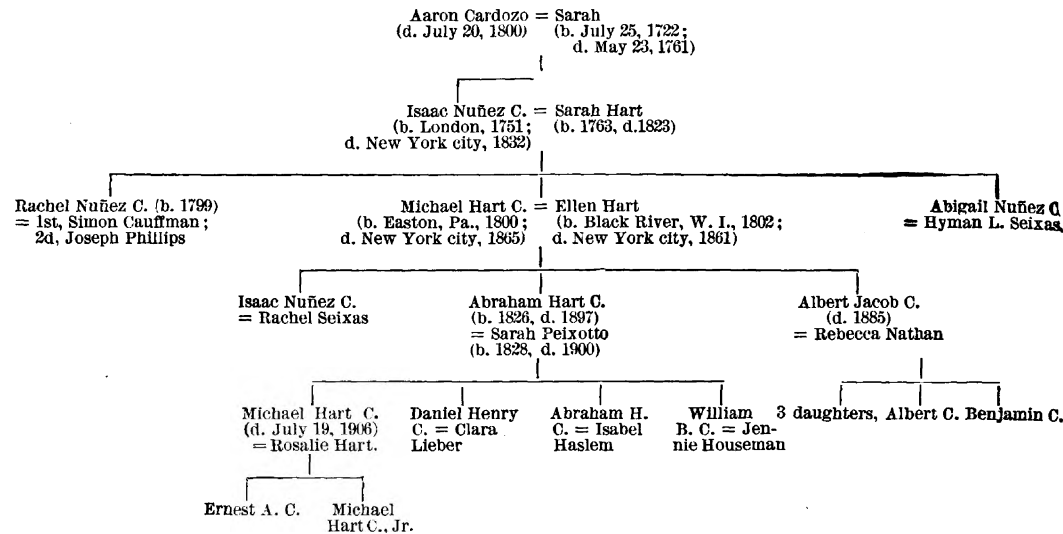 Aaron Cardozo = Sarah
(d. July 20, 1800) (b. July 25, 1722;
d. May 23, 1761)
Isaac Nuñez C. = Sarah Hart
(b. London, 1751; (b. 1763, d.1823)
d. New York city, 1832)
Rachel Nuñez C. (b. 1799)
= 1st, Simon Cauffman;
2d, Joseph Phillips
Michael Hart C. = Ellen Hart
(b. Easton, Pa., 1800; (b. Black River, W. I., 1802;
d. New York city, 1865) d. New York city, 1861)
Abigail Nuñez C
= Hyman L. Seixas,
Isaac Nuñez C.
= Rachel Seixas
Abraham Hart C.
(b. 1826, d. 1897)
= Sarah Peixotto
(b. 1828, d. 1900)
Albert Jacob C.
(d. 1885)
= Rebecca Nathan
Michael Hart C.
(d. July 19, 1906)
= Rosalie Hart.
Daniel Henry
C. = Clara
Lieber
Abraham H.
C. = Isabel
Haslem
William
B. C. = Jen-
nie Houseman
3 daughters, Albert C. Benjamin C.
Ernest A. C.
Michael
Hart C., Jr.